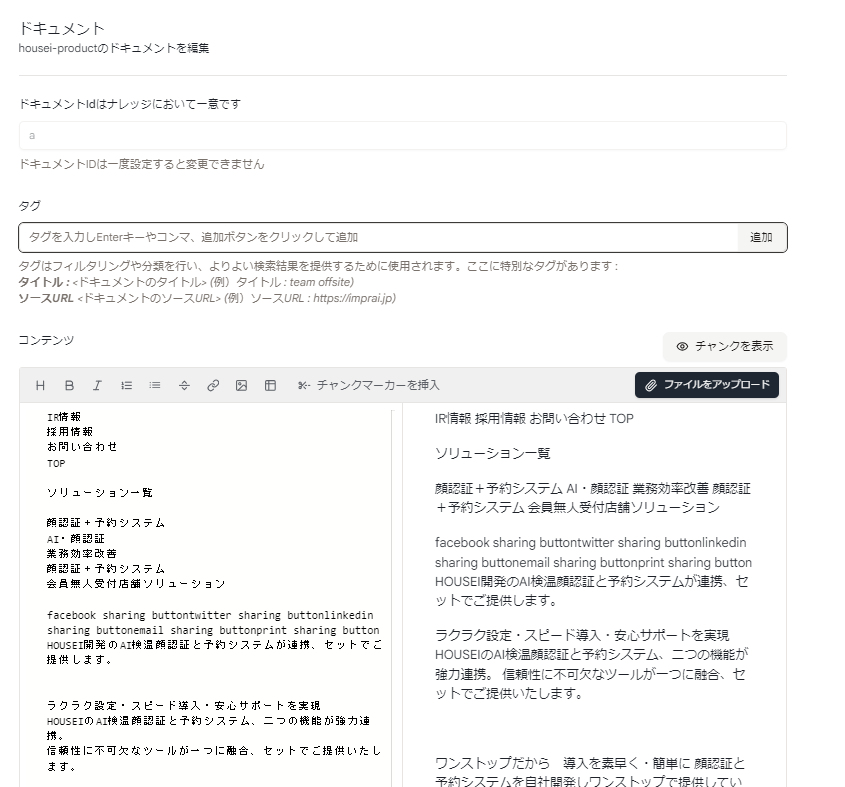 ドキュメント
housei-productのドキュメントを編集
ドキュメントIdはナレッジにおいて一意です
a
ドキュメントIDは一度設定すると変更できません
タグ
タグを入力しEnterキーやコンマ、追加ボタンをクリックして追加
追加
タグはフィルタリングや分類を行い、よりよい検索結果を提供するために使用されます。ここに特別なタグがあります :
タイトル : <ドキュメントのタイトル> (例）タイトル : team offsite)
ソースURL <ドキュメントのソースURL> (例）ソースURL : https://imprai.jp)
コンテンツ
チャンクを表示
H B I チャンクマーカーを挿入
ファイルをアップロード
IR情報
採用情報
お問い合わせ
TOP
ソリューション一覧
顔認証＋予約システム
AI・顔認証
業務効率改善
顔認証＋予約システム
会員無人受付店舗ソリューション
facebook sharing buttontwitter sharing buttonlinkedin
sharing buttonemail sharing buttonprint sharing button
HOUSEI開発のAI検温顔認証と予約システムが連携、セットでご
提供します。
ラクラク設定・スピード導入・安心サポートを実現
HOUSEIのAI検温顔認証と予約システム、二つの機能が強力連
携。
信頼性に不可欠なツールが一つに融合、セットでご提供いたし
ます。
IR情報 採用情報 お問い合わせ TOP
ソリューション一覧
顔認証＋予約システム AI・顔認証 業務効率改善 顔認証
＋予約システム 会員無人受付店舗ソリューション
facebook sharing buttontwitter sharing buttonlinkedin
sharing buttonemail sharing buttonprint sharing button
HOUSEI開発のAI検温顔認証と予約システムが連携、セ
ットでご提供します。
ラクラク設定・スピード導入・安心サポートを実現
HOUSEIのAI検温顔認証と予約システム、二つの機能が
強力連携。 信頼性に不可欠なツールが一つに融合、セ
ットでご提供いたします。
ワンストップだから　導入を素早く・簡単に 顔認証と
予約システムを自社開発しワンストップで提供してい